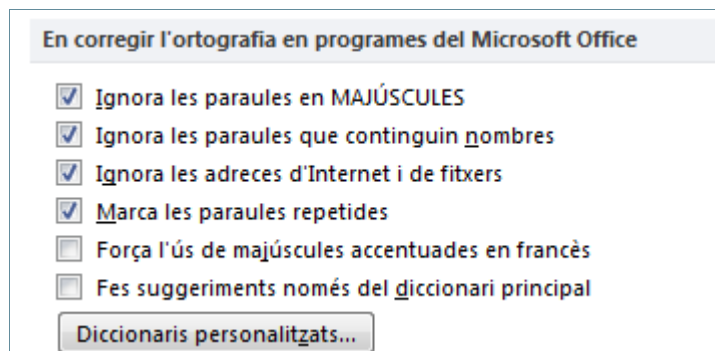 En corregir l'ortografia en programes del Microsoft Office
Ignora les paraules en MAJÚSCULES
Ignora les paraules que continguin nombres
Ignora les adreces d'Internet i de fitxers
Marca les paraules repetides
Força l'ús de majúscules accentuades en francès
Fes suggeriments només del diccionari principal
Diccionaris personalitzats...